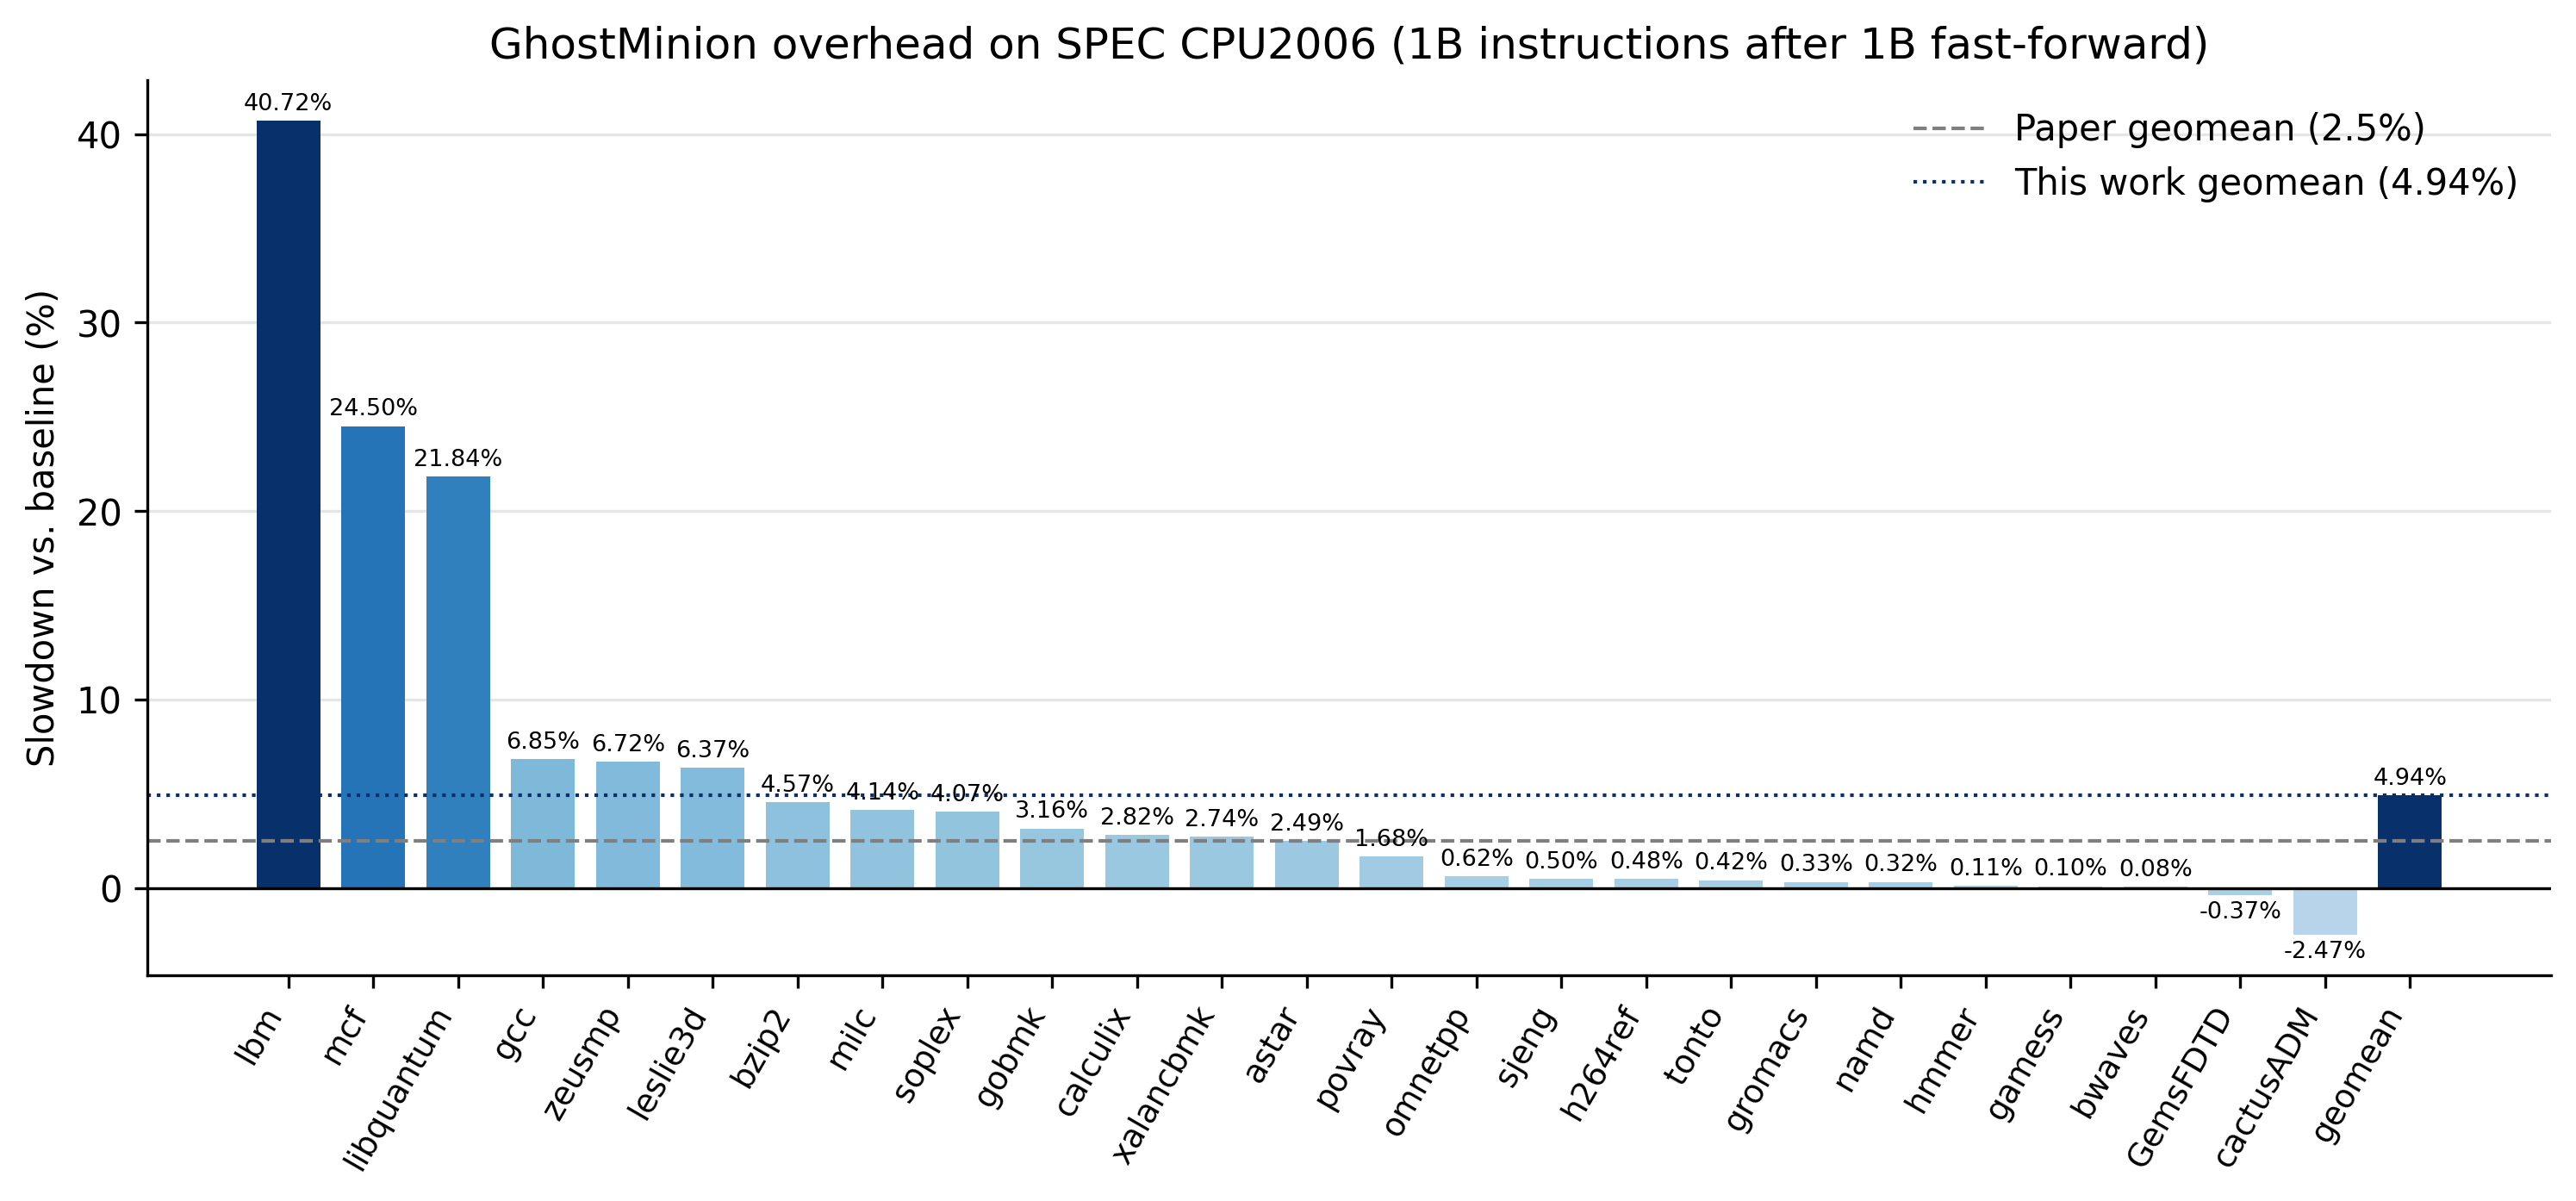 GhostMinion overhead on SPEC CPU2006 (1B instructions after 1B fast-forward)
Paper geomean (2.5%)
This work geomean (4.94%)
Slowdown vs. baseline (%)
40
30
20
10
0
40.72%
24.50%
21.84%
6.85%
6.72%
6.37%
4.57%
4.14%
4.07%
3.16%
2.82%
2.74%
2.49%
1.68%
0.62%
0.50%
0.48%
0.42%
0.33%
0.32%
0.11%
0.10%
0.08%
-0.37%
-2.47%
4.94%
lbm
mcf
libquantum
gcc
zeusmp
leslie3d
bzip2
milc
soplex
gobmk
calculix
xalancbmk
astar
povray
omnetpp
sjeng
h264ref
tonto
gromacs
namd
hmmer
gamess
bwaves
GemsFDTD
cactusADM
geomean